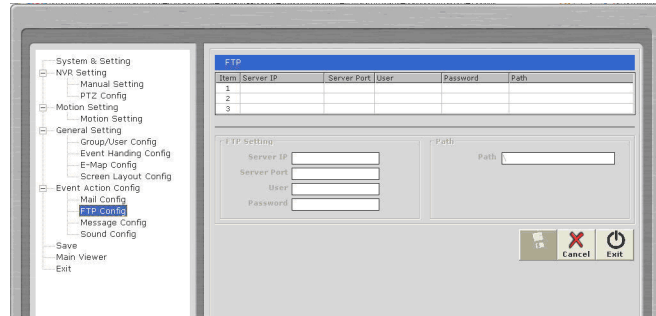 System & Setting
NVR Setting
Manual Setting
PTZ Config
Motion Setting
Motion Setting
General Setting
Group/User Config
Event Handing Config
E-Map Config
Screen Layout Config
Event Action Config
Mail Config
FTP Config
Message Config
Sound Config
Save
Main Viewer
Exit
FTP
Item Server IP Server Port User Password Path
1
2
3
FTP Setting
Server IP
Server Port
User
Password
Path
Path \
Cancel Exit